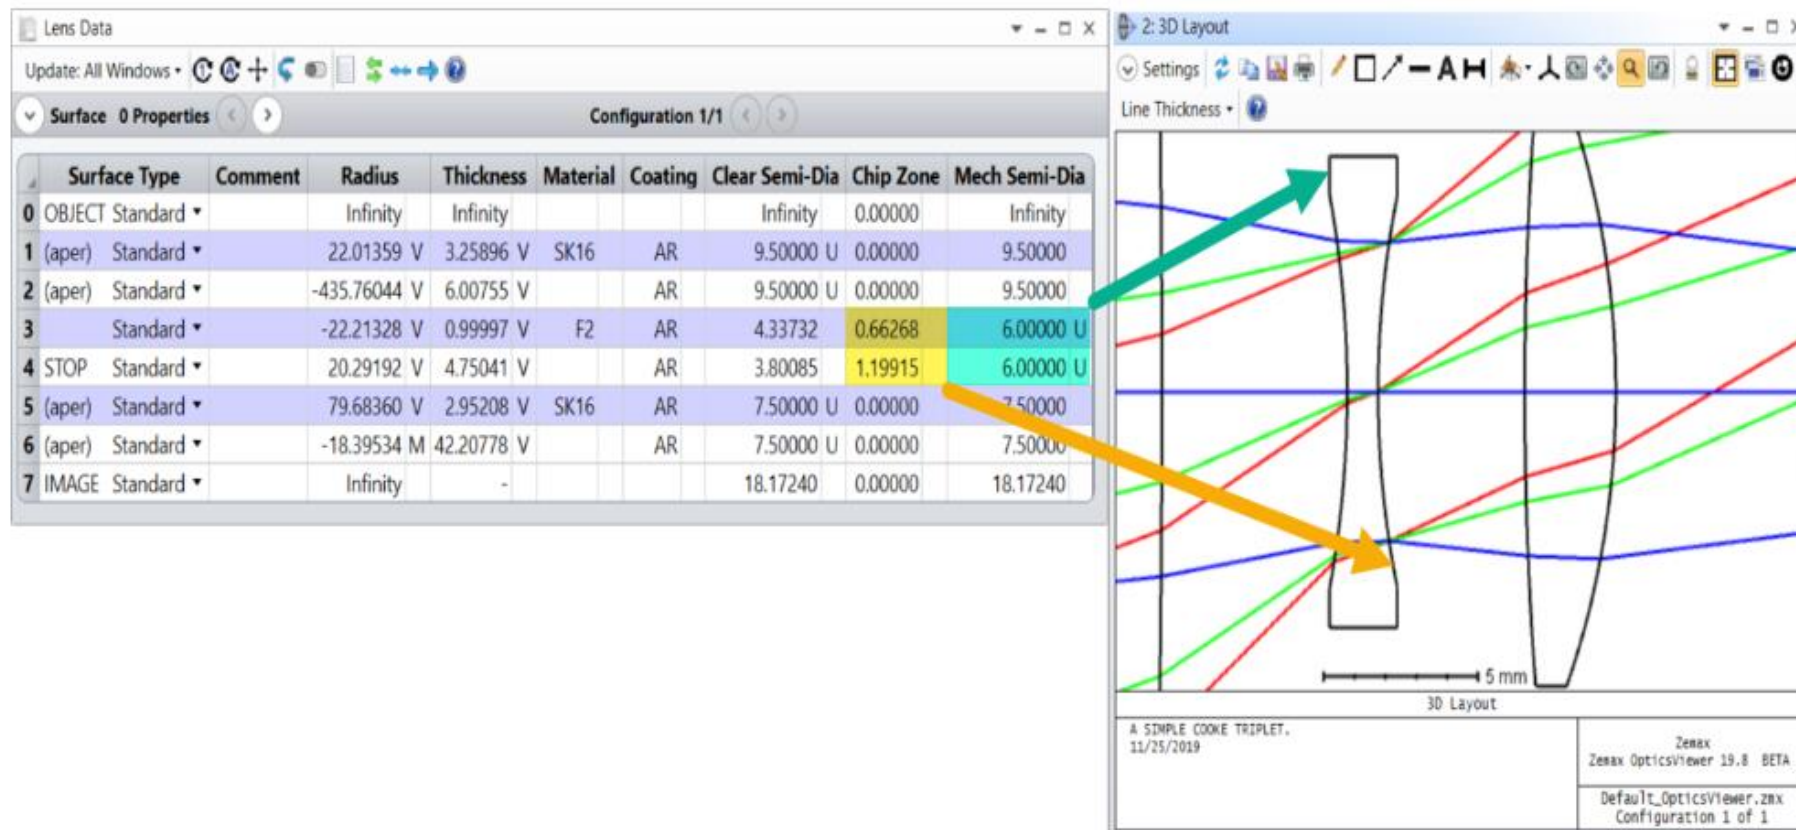 Lens Data
Update: All Windows
Surface 0 Properties
Configuration 1/1
Surface Type Comment Radius Thickness Material Coating Clear Semi-Dia Chip Zone Mech Semi-Dia
0 OBJECT Standard Infinity Infinity Infinity 0.00000 Infinity
1 (aper) Standard 22.01359 V 3.25896 V SK16 AR 9.50000 U 0.00000 9.50000
2 (aper) Standard -435.76044 V 6.00755 V AR 9.50000 U 0.00000 9.50000
3 Standard -22.21328 V 0.99997 V F2 AR 4.33732 0.66268 6.00000 U
4 STOP Standard 20.29192 V 4.75041 V AR 3.80085 1.19915 6.00000 U
5 (aper) Standard 79.68360 V 2.95208 V SK16 AR 7.50000 U 0.00000 7.50000
6 (aper) Standard -18.39534 M 42.20778 V AR 7.50000 U 0.00000 7.50000
7 IMAGE Standard Infinity - 18.17240 0.00000 18.17240
2: 3D Layout
Settings
Line Thickness
5 mm
3D Layout
A SIMPLE COOKE TRIPLET.
11/25/2019
Zemax
Zemax OpticsViewer 19.8 BETA
Default_OpticsViewer.zmx
Configuration 1 of 1